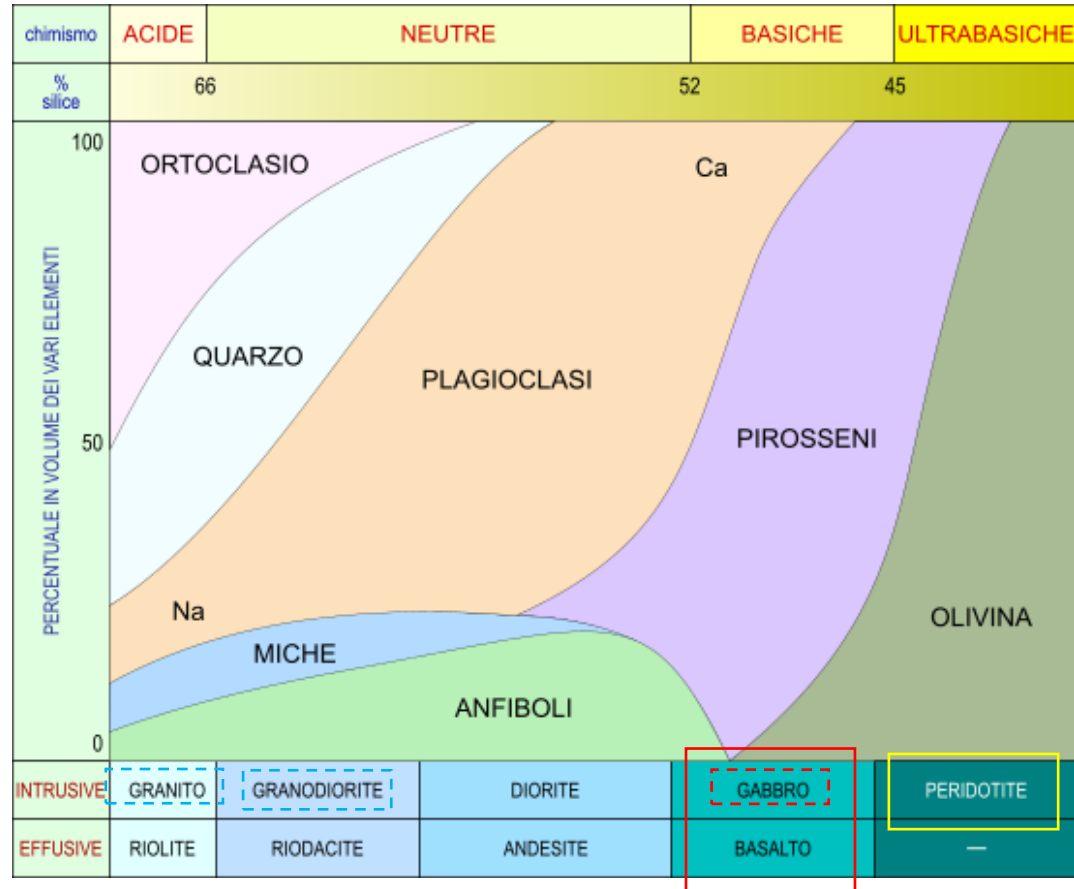 chimismo ACIDE NEUTRE BASICHE ULTRABASICHE
% silice 66 52 45
PERCENTUALE IN VOLUME DEI VARI ELEMENTI
100
ORTOCLASIO
Ca
QUARZO
PLAGIOCLASI
50
PIROSSENI
Na
OLIVINA
MICHE
ANFIBOLI
0
INTRUSIVE GRANITO GRANODIORITE DIORITE GABBRO PERIDOTITE
EFFUSIVE RIOLITE RIODACITE ANDESITE BASALTO —